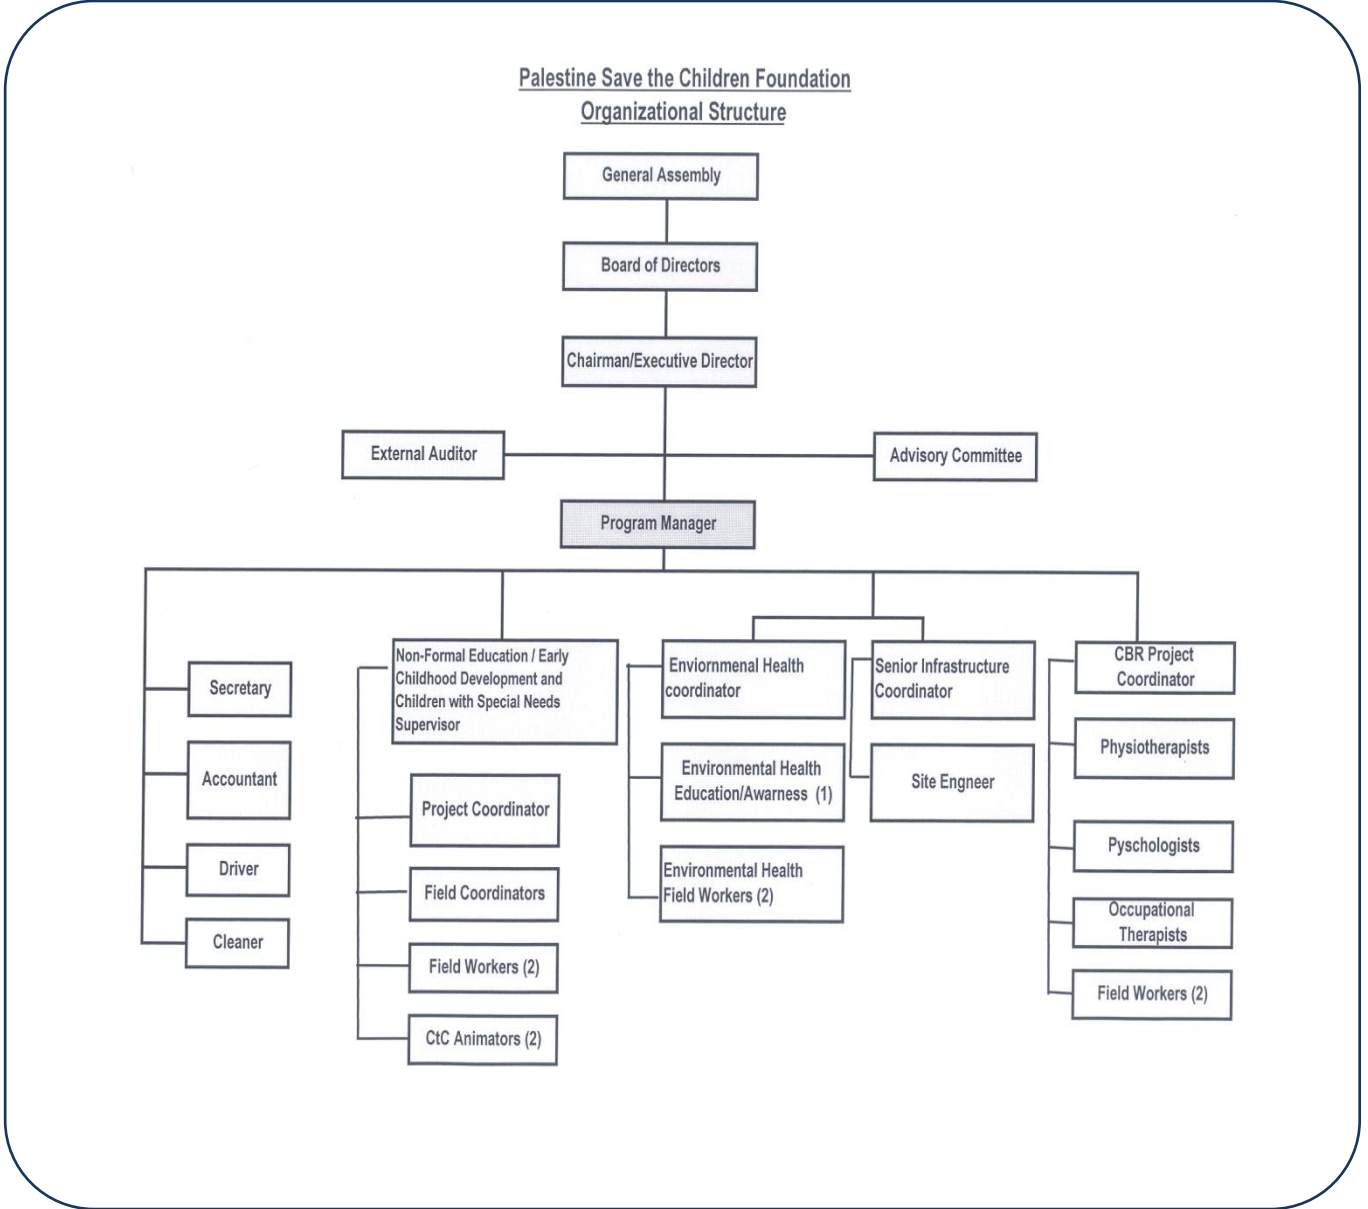 Palestine Save the Children Foundation
Organizational Structure
General Assembly
Board of Directors
Chairman/Executive Director
External Auditor
Advisory Committee
Program Manager
Secretary
Accountant
Driver
Cleaner
Non-Formal Education / Early
Childhood Development and
Children with Special Needs
Supervisor
Project Coordinator
Field Coordinators
Field Workers (2)
CtC Animators (2)
Enviornmenal Health
coordinator
Environmental Health
Education/Awarness (1)
Environmental Health
Field Workers (2)
Senior Infrastructure
Coordinator
Site Engneer
CBR Project
Coordinator
Physiotherapists
Pyschologists
Occupational
Therapists
Field Workers (2)